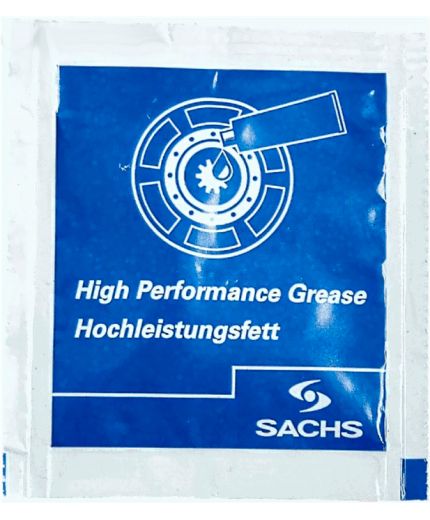 High Performance Grease
Hochleistungsfett
SACHS